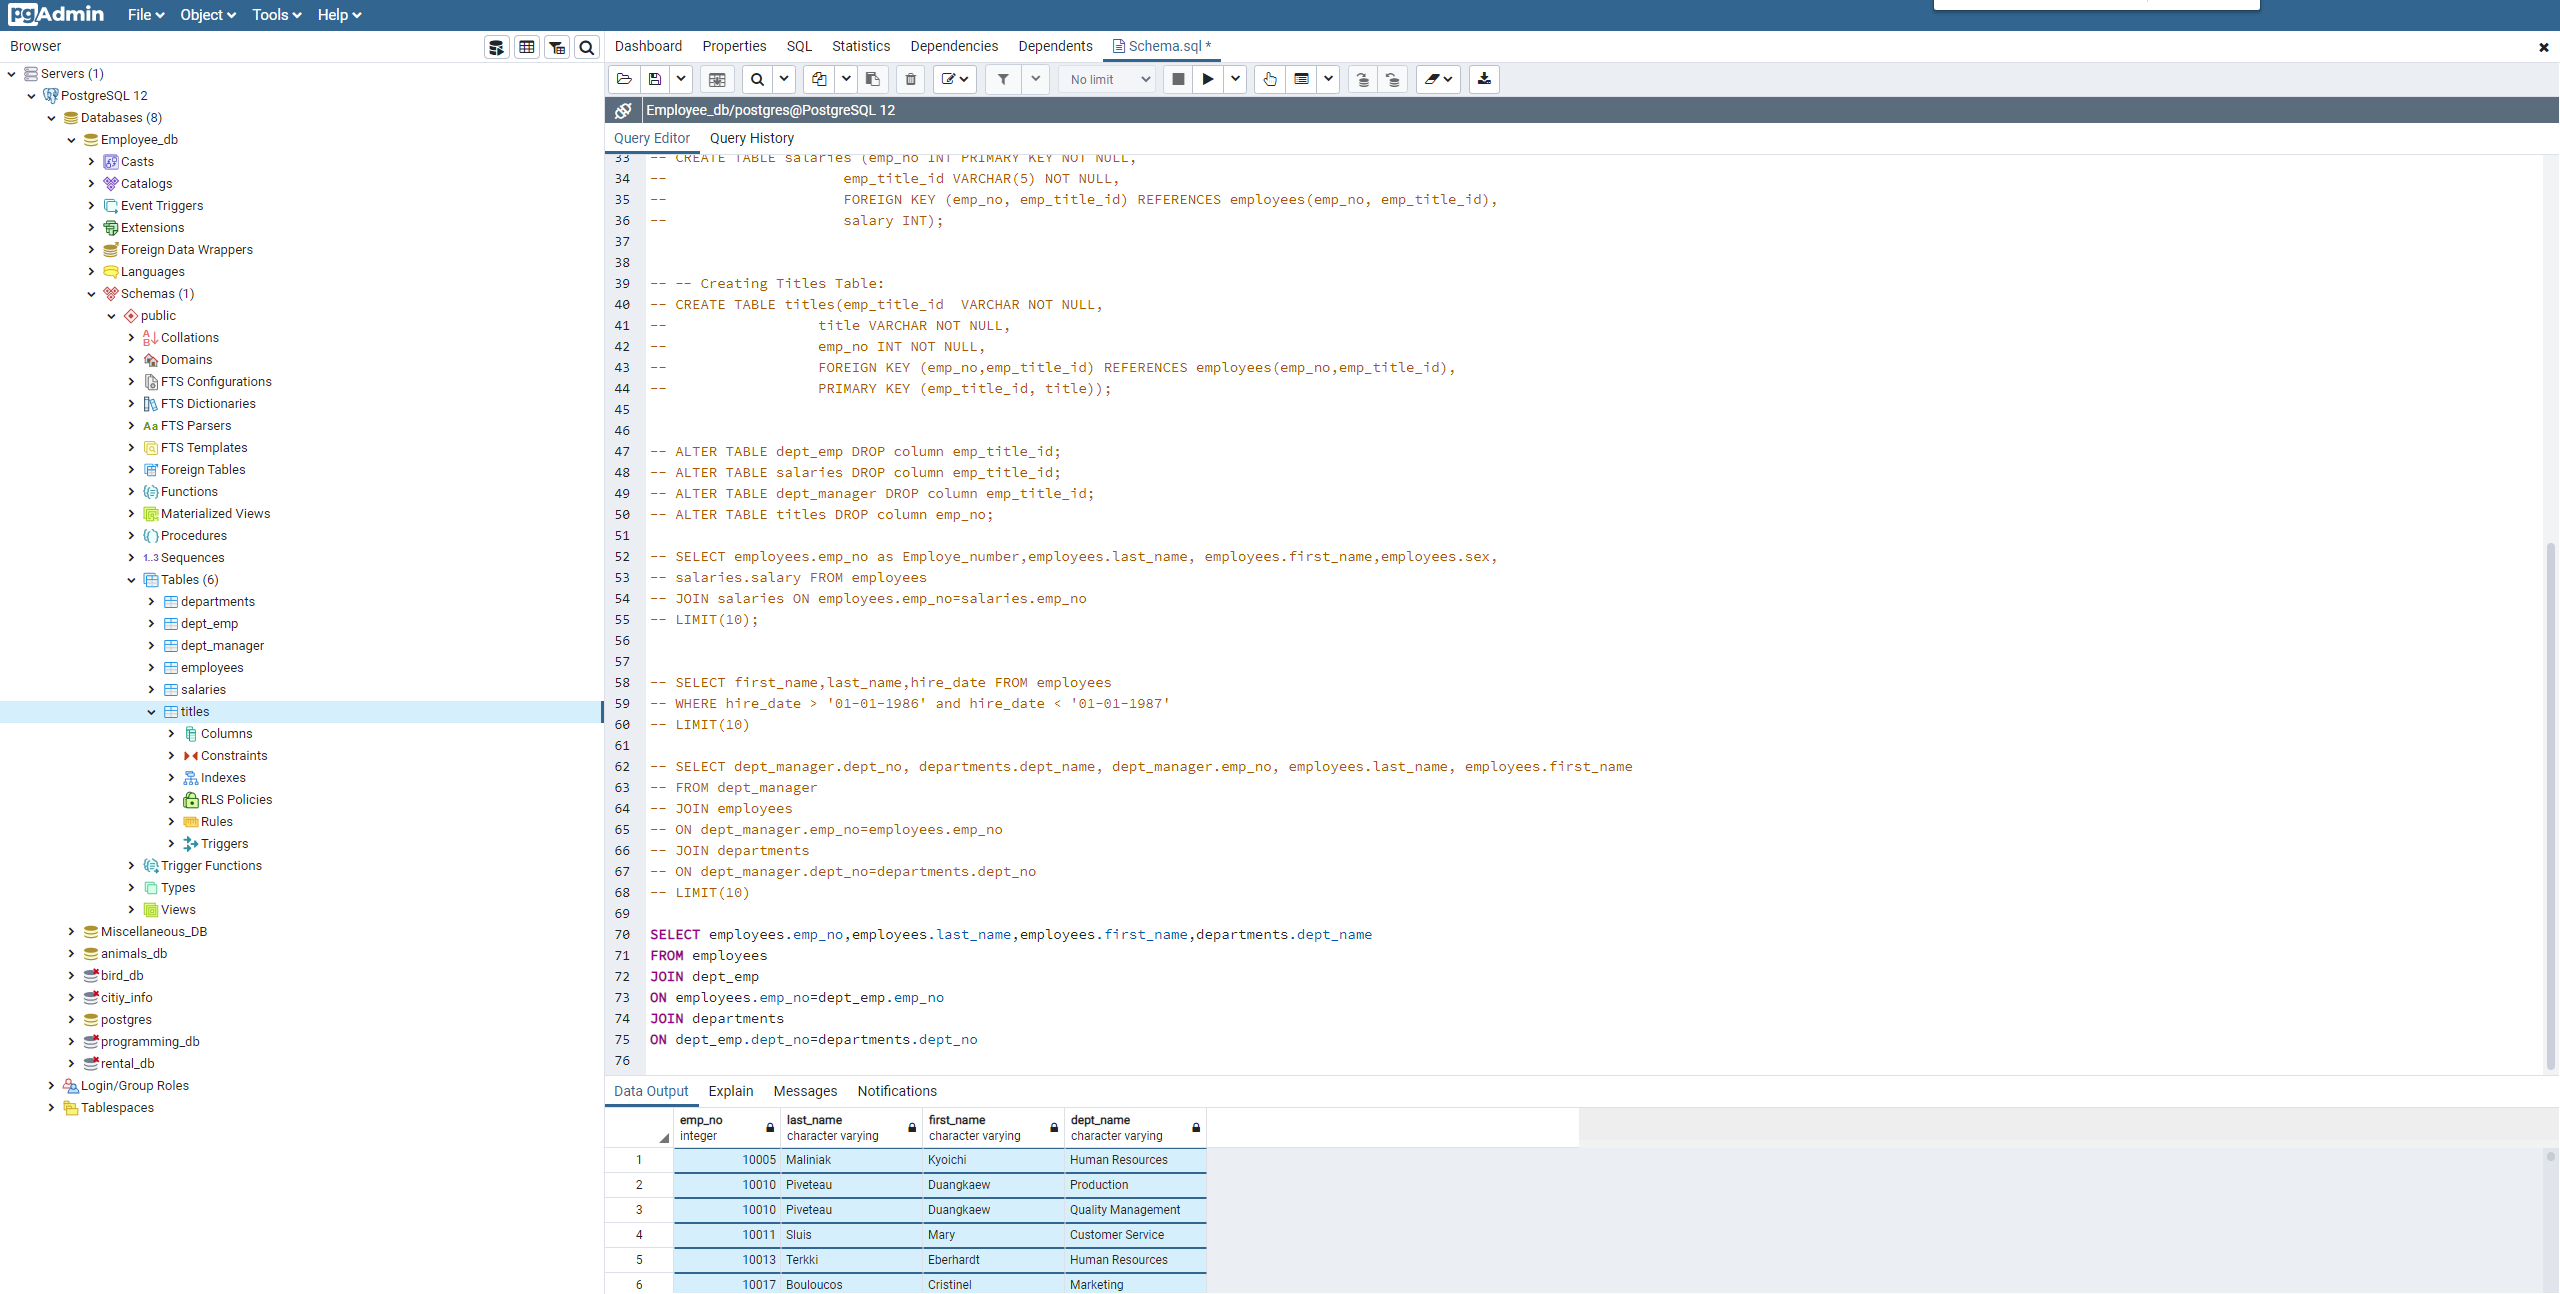 pgAdmin File Object Tools Help
Browser
Dashboard Properties SQL Statistics Dependencies Dependents Schema.sql *
Servers (1)
PostgreSQL 12
Databases (8)
Employee_db
Casts
Catalogs
Event Triggers
Extensions
Foreign Data Wrappers
Languages
Schemas (1)
public
Collations
Domains
FTS Configurations
FTS Dictionaries
Aa FTS Parsers
FTS Templates
Foreign Tables
Functions
Materialized Views
Procedures
1..3 Sequences
Tables (6)
departments
dept_emp
dept_manager
employees
salaries
titles
Columns
Constraints
Indexes
RLS Policies
Rules
Triggers
Trigger Functions
Types
Views
Miscellaneous_DB
animals_db
bird_db
citiy_info
postgres
programming_db
rental_db
Login/Group Roles
Tablespaces
No limit
Employee_db/postgres@PostgreSQL 12
Query Editor Query History
33 -- CREATE TABLE salaries (emp_no INT PRIMARY KEY NOT NULL,
34 -- emp_title_id VARCHAR(5) NOT NULL,
35 -- FOREIGN KEY (emp_no, emp_title_id) REFERENCES employees(emp_no, emp_title_id),
36 -- salary INT);
37
38
39 -- -- Creating Titles Table:
40 -- CREATE TABLE titles(emp_title_id  VARCHAR NOT NULL,
41 -- title VARCHAR NOT NULL,
42 -- emp_no INT NOT NULL,
43 -- FOREIGN KEY (emp_no,emp_title_id) REFERENCES employees(emp_no,emp_title_id),
44 -- PRIMARY KEY (emp_title_id, title));
45
46
47 -- ALTER TABLE dept_emp DROP column emp_title_id;
48 -- ALTER TABLE salaries DROP column emp_title_id;
49 -- ALTER TABLE dept_manager DROP column emp_title_id;
50 -- ALTER TABLE titles DROP column emp_no;
51
52 -- SELECT employees.emp_no as Employe_number,employees.last_name, employees.first_name,employees.sex,
53 -- salaries.salary FROM employees
54 -- JOIN salaries ON employees.emp_no=salaries.emp_no
55 -- LIMIT(10);
56
57
58 -- SELECT first_name,last_name,hire_date FROM employees
59 -- WHERE hire_date > '01-01-1986' and hire_date < '01-01-1987'
60 -- LIMIT(10)
61
62 -- SELECT dept_manager.dept_no, departments.dept_name, dept_manager.emp_no, employees.last_name, employees.first_name
63 -- FROM dept_manager
64 -- JOIN employees
65 -- ON dept_manager.emp_no=employees.emp_no
66 -- JOIN departments
67 -- ON dept_manager.dept_no=departments.dept_no
68 -- LIMIT(10)
69
70 SELECT employees.emp_no,employees.last_name,employees.first_name,departments.dept_name
71 FROM employees
72 JOIN dept_emp
73 ON employees.emp_no=dept_emp.emp_no
74 JOIN departments
75 ON dept_emp.dept_no=departments.dept_no
76
Data Output Explain Messages Notifications
emp_no last_name first_name dept_name
integer character varying character varying character varying
1 10005 Maliniak Kyoichi Human Resources
2 10010 Piveteau Duangkaew Production
3 10010 Piveteau Duangkaew Quality Management
4 10011 Sluis Mary Customer Service
5 10013 Terkki Eberhardt Human Resources
6 10017 Bouloucos Cristinel Marketing